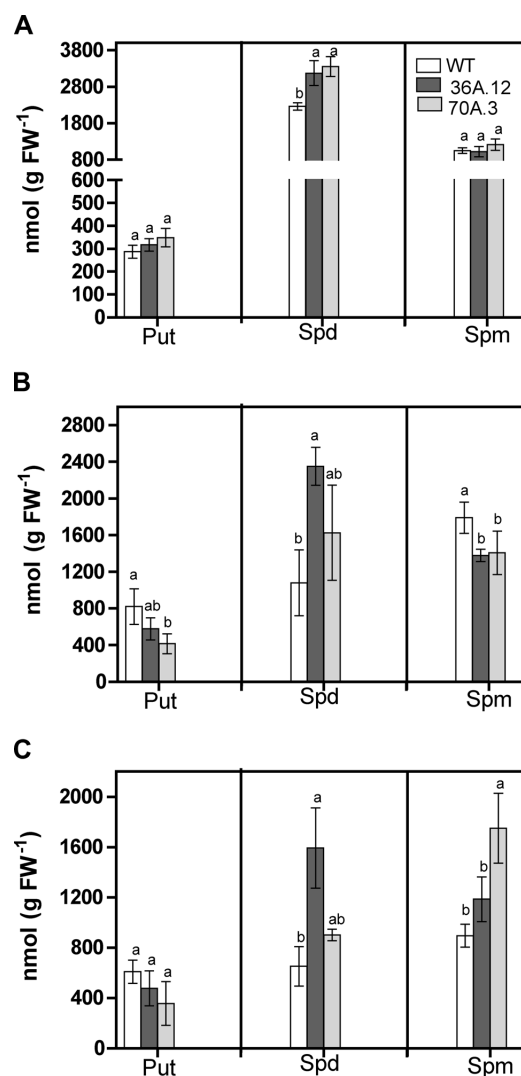 A
nmol (g FW⁻¹)
3800
2800
1800
800
600
500
400
300
200
100
0
a a a
b a a
a a a
WT
36A.12
70A.3
Put Spd Spm
B
nmol (g FW⁻¹)
2800
2400
2000
1600
1200
800
400
0
a ab b
b a ab
a b b
Put Spd Spm
C
nmol (g FW⁻¹)
2000
1600
1200
800
400
0
a a a
b a ab
b b a
Put Spd Spm